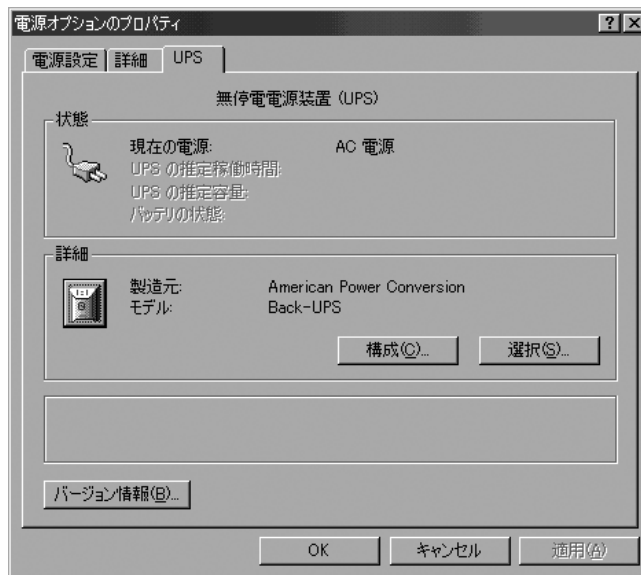 電源オプションのプロパティ
電源設定 詳細 UPS
無停電電源装置 (UPS)
状態
現在の電源: AC 電源
UPS の推定稼働時間:
UPS の推定容量:
バッテリの状態:
詳細
製造元: American Power Conversion
モデル: Back-UPS
構成(C)... 選択(S)...
バージョン情報(B)...
OK キャンセル 適用(A)